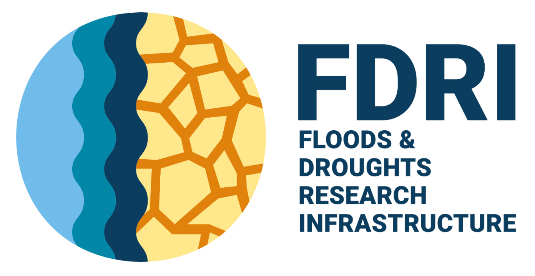 FDRI
FLOODS &
DROUGHTS
RESEARCH
INFRASTRUCTURE